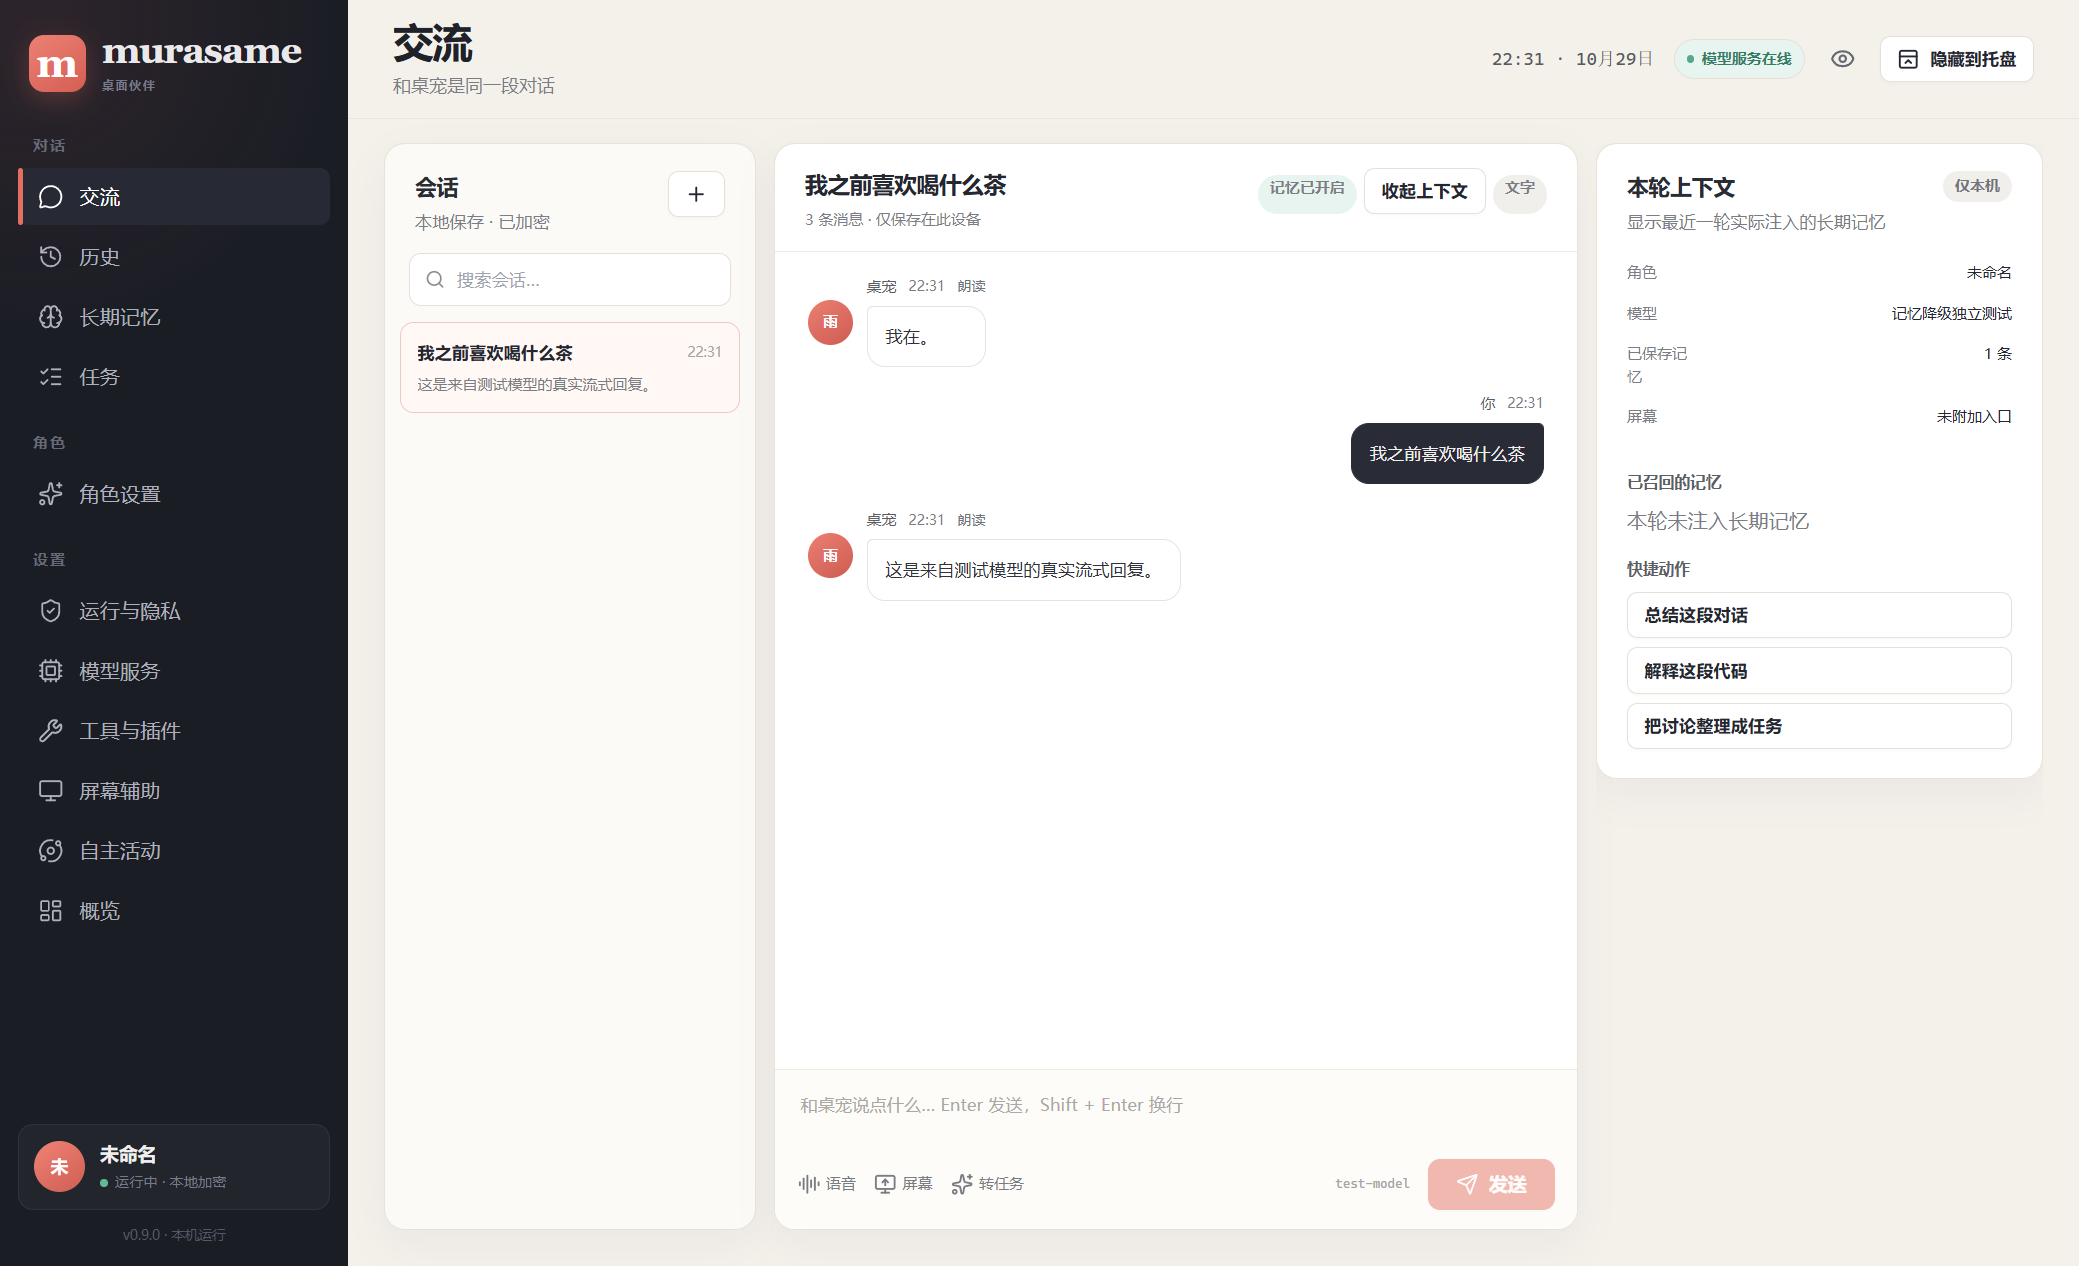 m
murasame
桌面伙伴
对话
交流
历史
长期记忆
任务
角色
角色设置
设置
运行与隐私
模型服务
工具与插件
屏幕辅助
自主活动
概览
未
未命名
运行中 · 本地加密
v0.9.0 · 本机运行
交流
和桌宠是同一段对话
22:31 · 10月29日
模型服务在线
隐藏到托盘
会话
本地保存 · 已加密
搜索会话...
我之前喜欢喝什么茶 22:31
这是来自测试模型的真实流式回复。
我之前喜欢喝什么茶
3 条消息 · 仅保存在此设备
记忆已开启
收起上下文
文字
桌宠 22:31 朗读
雨
我在。
你 22:31
我之前喜欢喝什么茶
桌宠 22:31 朗读
雨
这是来自测试模型的真实流式回复。
和桌宠说点什么... Enter 发送，Shift + Enter 换行
语音
屏幕
转任务
test-model
发送
本轮上下文
仅本机
显示最近一轮实际注入的长期记忆
角色 未命名
模型 记忆降级独立测试
已保存记忆 1 条
屏幕 未附加入口
已召回的记忆
本轮未注入长期记忆
快捷动作
总结这段对话
解释这段代码
把讨论整理成任务